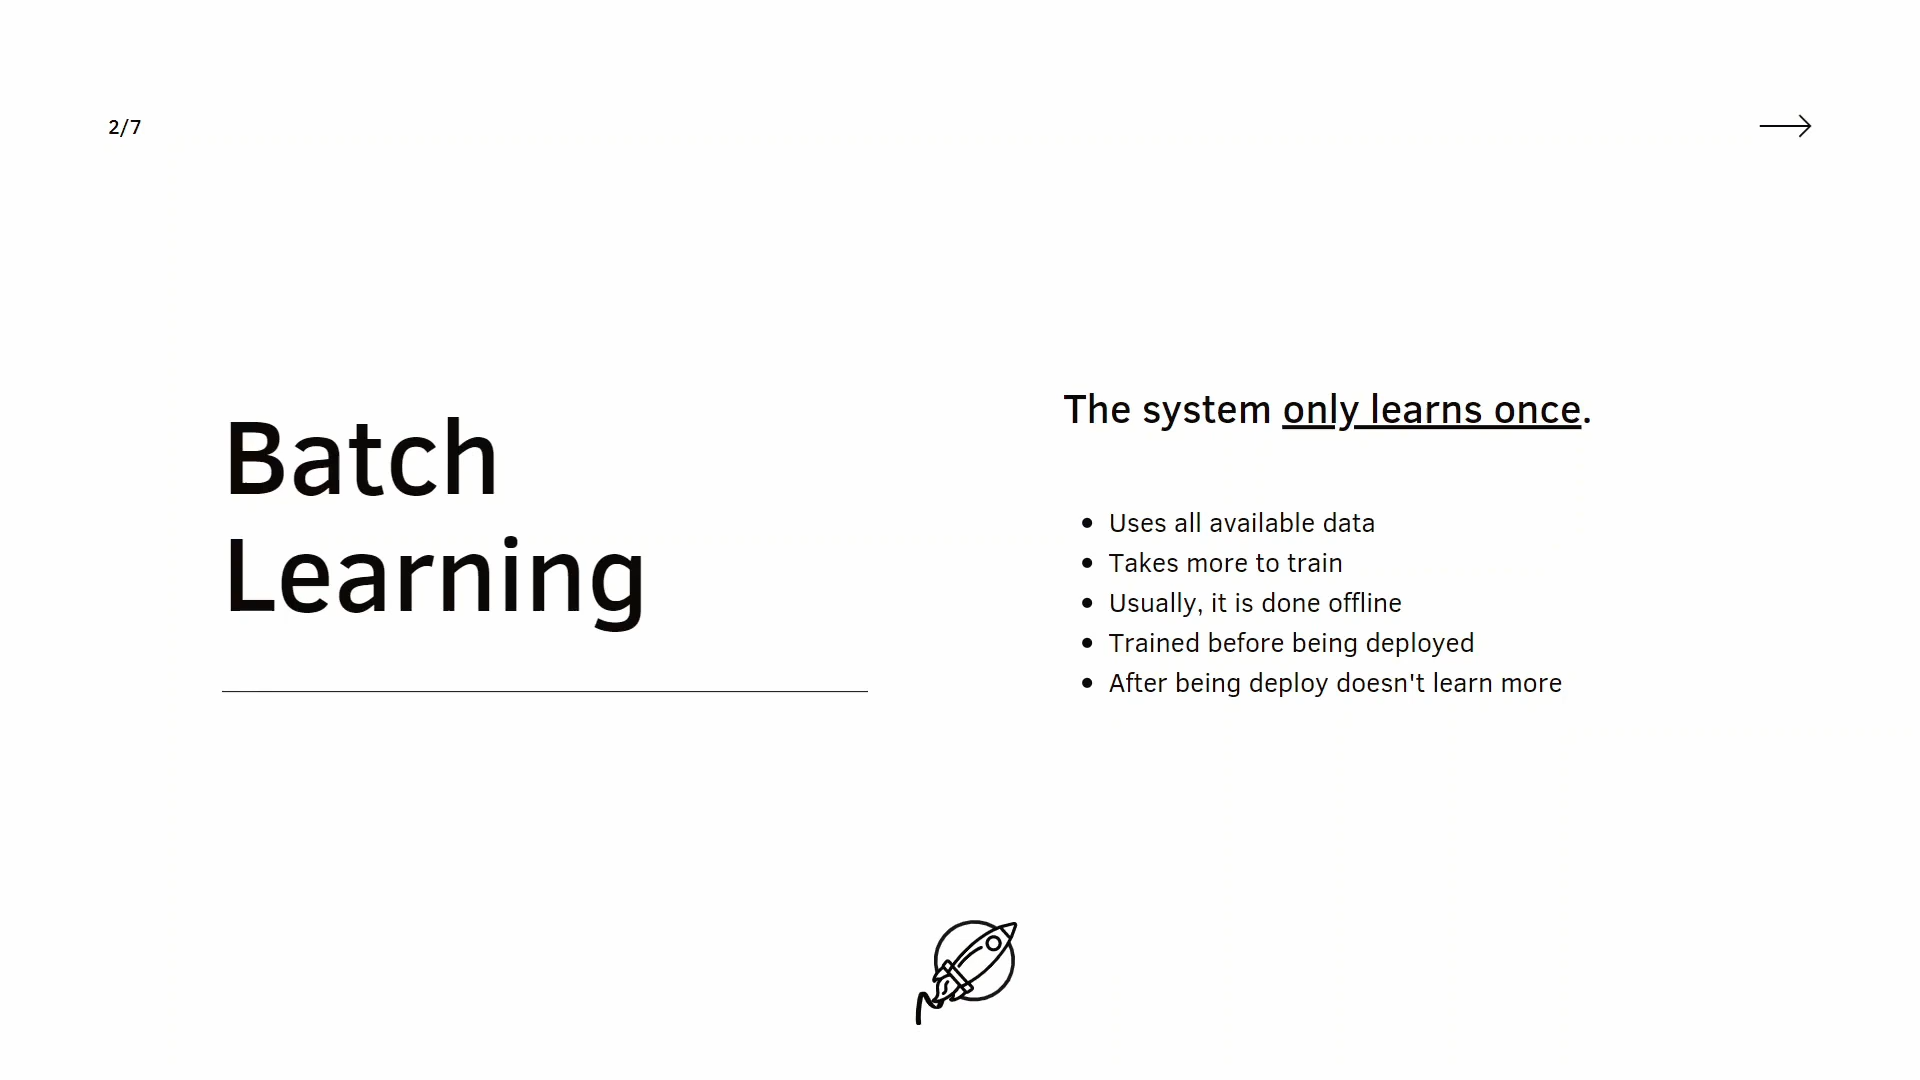 2/7
Batch
Learning
The system only learns once.
Uses all available data
Takes more to train
Usually, it is done offline
Trained before being deployed
After being deploy doesn't learn more